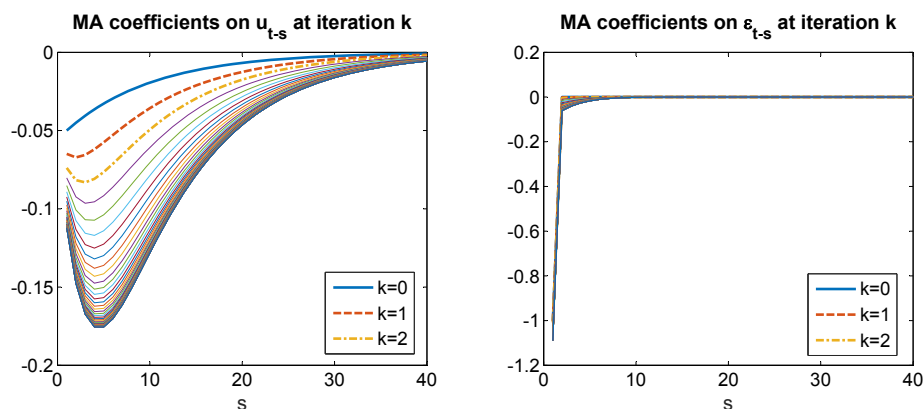 MA coefficients on u_{t-s} at iteration k
0
-0.05
-0.1
-0.15
-0.2
0
10
20
30
40
s
k=0
k=1
k=2
MA coefficients on ε_{t-s} at iteration k
0.2
0
-0.2
-0.4
-0.6
-0.8
-1
-1.2
0
10
20
30
40
s
k=0
k=1
k=2